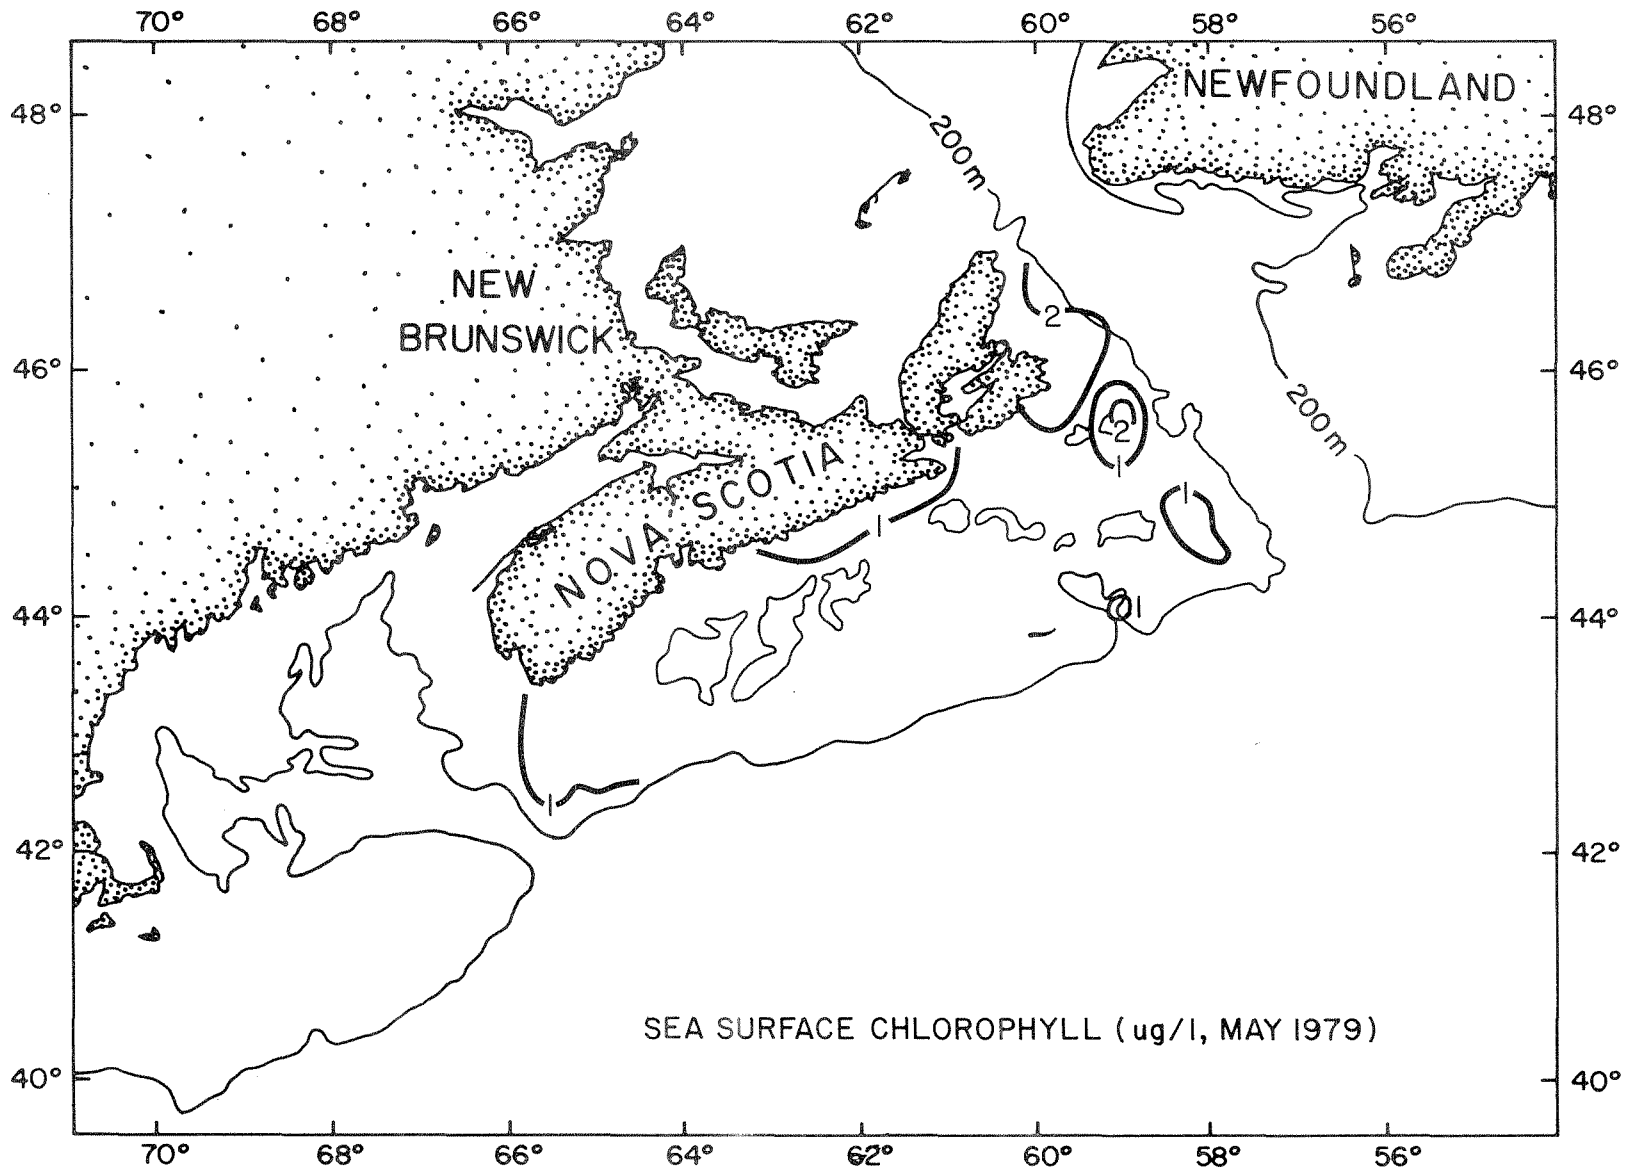 70° 68° 66° 64° 62° 60° 58° 56°
NEWFOUNDLAND
48° 48°
200m
NEW
BRUNSWICK
2
46° 46°
200m
2
1
1
NOVA SCOTIA
1
44° 44°
1
1
42° 42°
SEA SURFACE CHLOROPHYLL (ug/l, MAY 1979)
40° 40°
70° 68° 66° 64° 62° 60° 58° 56°